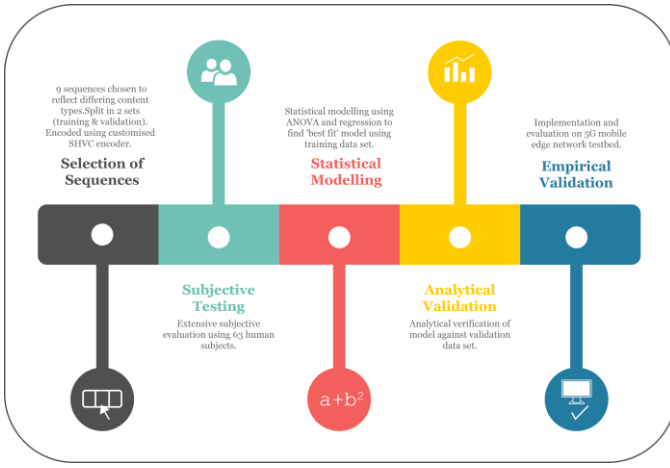 9 sequences chosen to
reflect differing content
types.Split in 2 sets
(training & validation).
Encoded using customised
SHVC encoder.
Selection of
Sequences
Subjective
Testing
Extensive subjective
evaluation using 63 human
subjects.
Statistical modelling using
ANOVA and regression to
find 'best fit' model using
training data set.
Statistical
Modelling
a+b²
Analytical
Validation
Analytical verification of
model against validation
data set.
Implementation and
evaluation on 5G mobile
edge network testbed.
Empirical
Validation